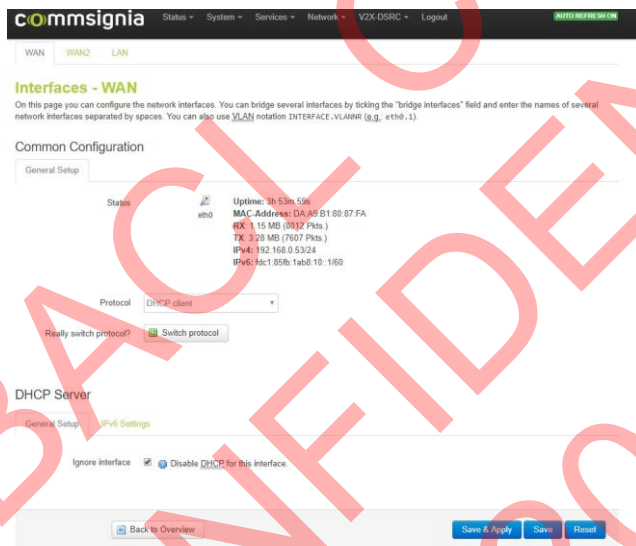 commsignia
Status System Services Network V2X-DSRC Logout AUTO REFRESH ON
WAN WAN2 LAN
Interfaces - WAN
On this page you can configure the network interfaces. You can bridge several interfaces by ticking the "bridge interfaces" field and enter the names of several
network interfaces separated by spaces. You can also use VLAN notation INTERFACE.VLANNR (e.g.: eth0.1).
Common Configuration
General Setup
Status
eth0
Uptime: 3h 53m 59s
MAC-Address: DA:A9:B1:80:87:FA
RX: 1.15 MB (8012 Pkts.)
TX: 3.28 MB (7607 Pkts.)
IPv4: 192.168.0.53/24
IPv6: fdc1:85fb:1ab8:10::1/60
Protocol DHCP client
Really switch protocol? Switch protocol
DHCP Server
General Setup IPv6 Settings
Ignore interface Disable DHCP for this interface.
Back to Overview Save & Apply Save Reset